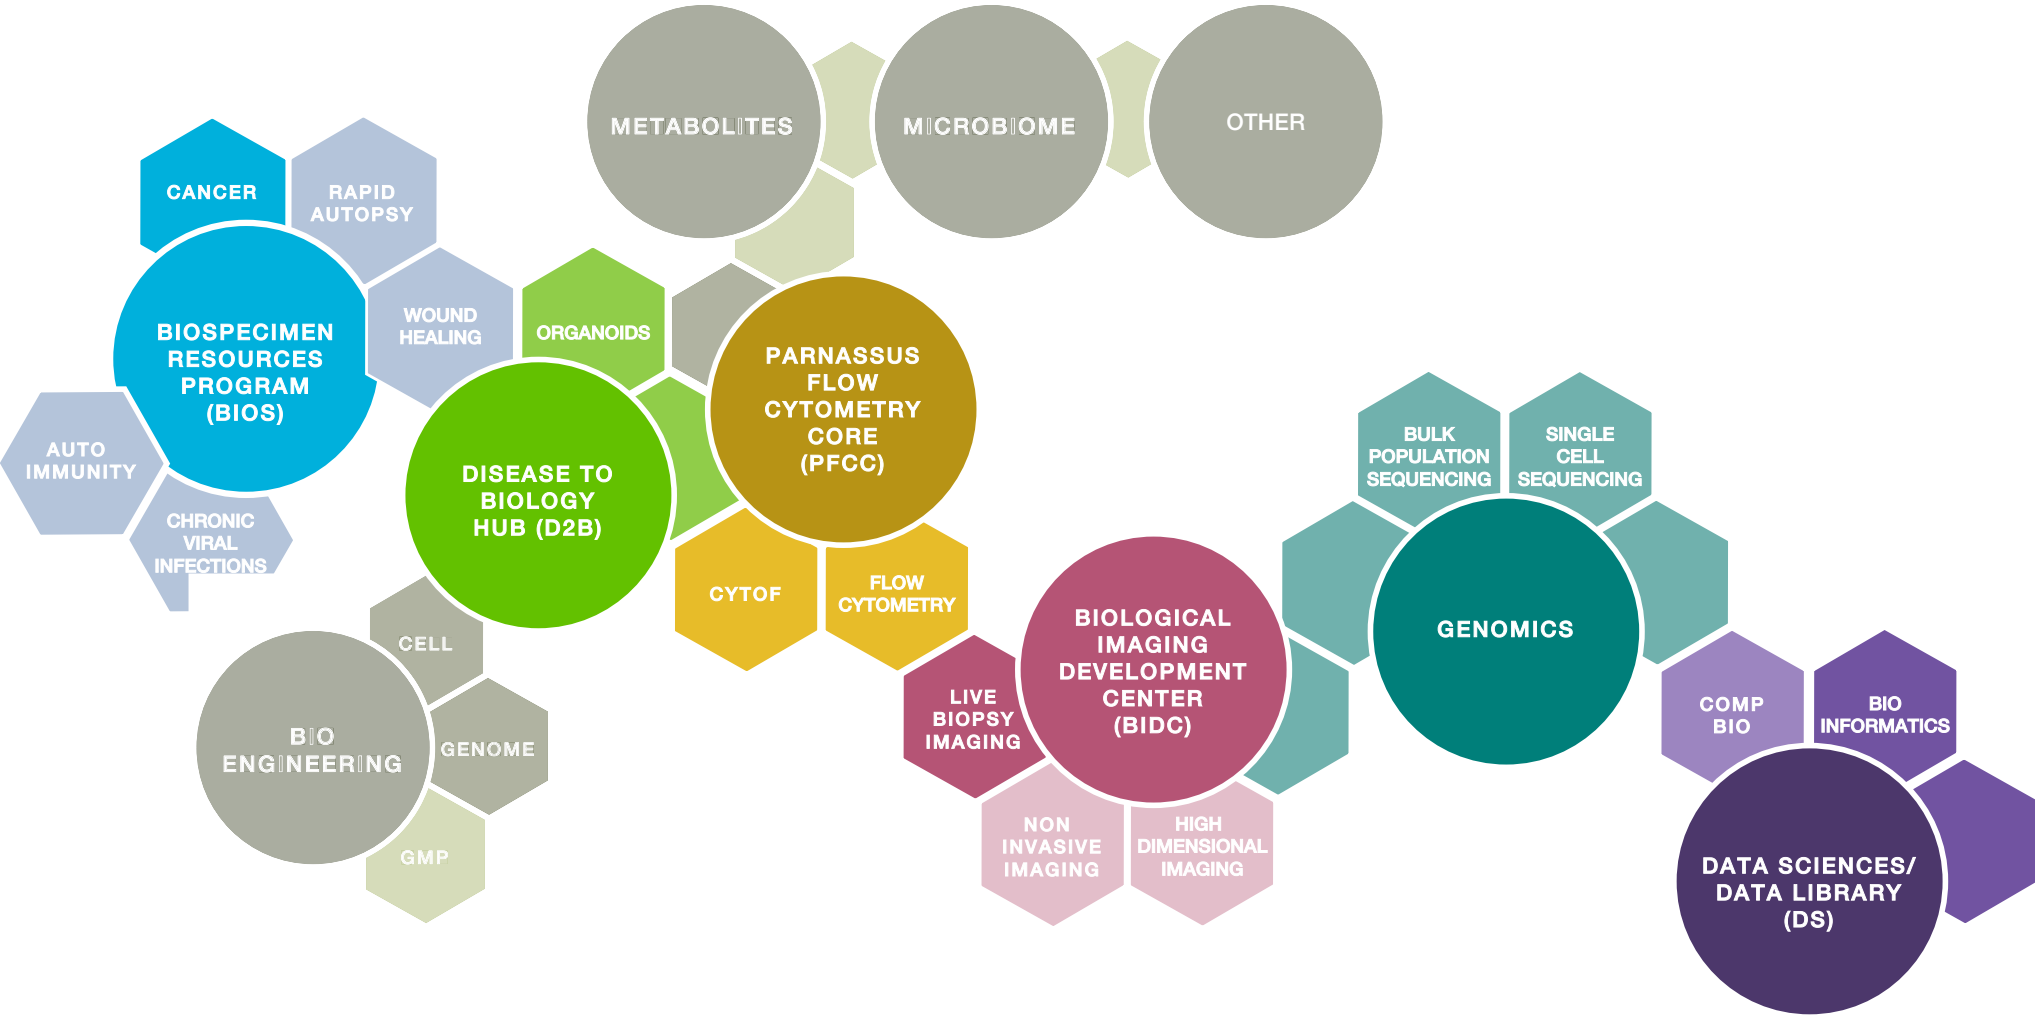 METABOLITES
MICROBIOME
OTHER
CANCER
RAPID
AUTOPSY
BIOSPECIMEN
RESOURCES
PROGRAM
(BIOS)
WOUND
HEALING
ORGANOIDS
PARNASSUS
FLOW
CYTOMETRY
CORE
(PFCC)
AUTO
IMMUNITY
CHRONIC
VIRAL
INFECTIONS
DISEASE TO
BIOLOGY
HUB (D2B)
CYTOF
FLOW
CYTOMETRY
CELL
BIO
ENGINEERING
GENOME
GMP
LIVE
BIOPSY
IMAGING
BIOLOGICAL
IMAGING
DEVELOPMENT
CENTER
(BIDC)
NON
INVASIVE
IMAGING
HIGH
DIMENSIONAL
IMAGING
BULK
POPULATION
SEQUENCING
SINGLE
CELL
SEQUENCING
GENOMICS
COMP
BIO
BIO
INFORMATICS
DATA SCIENCES/
DATA LIBRARY
(DS)